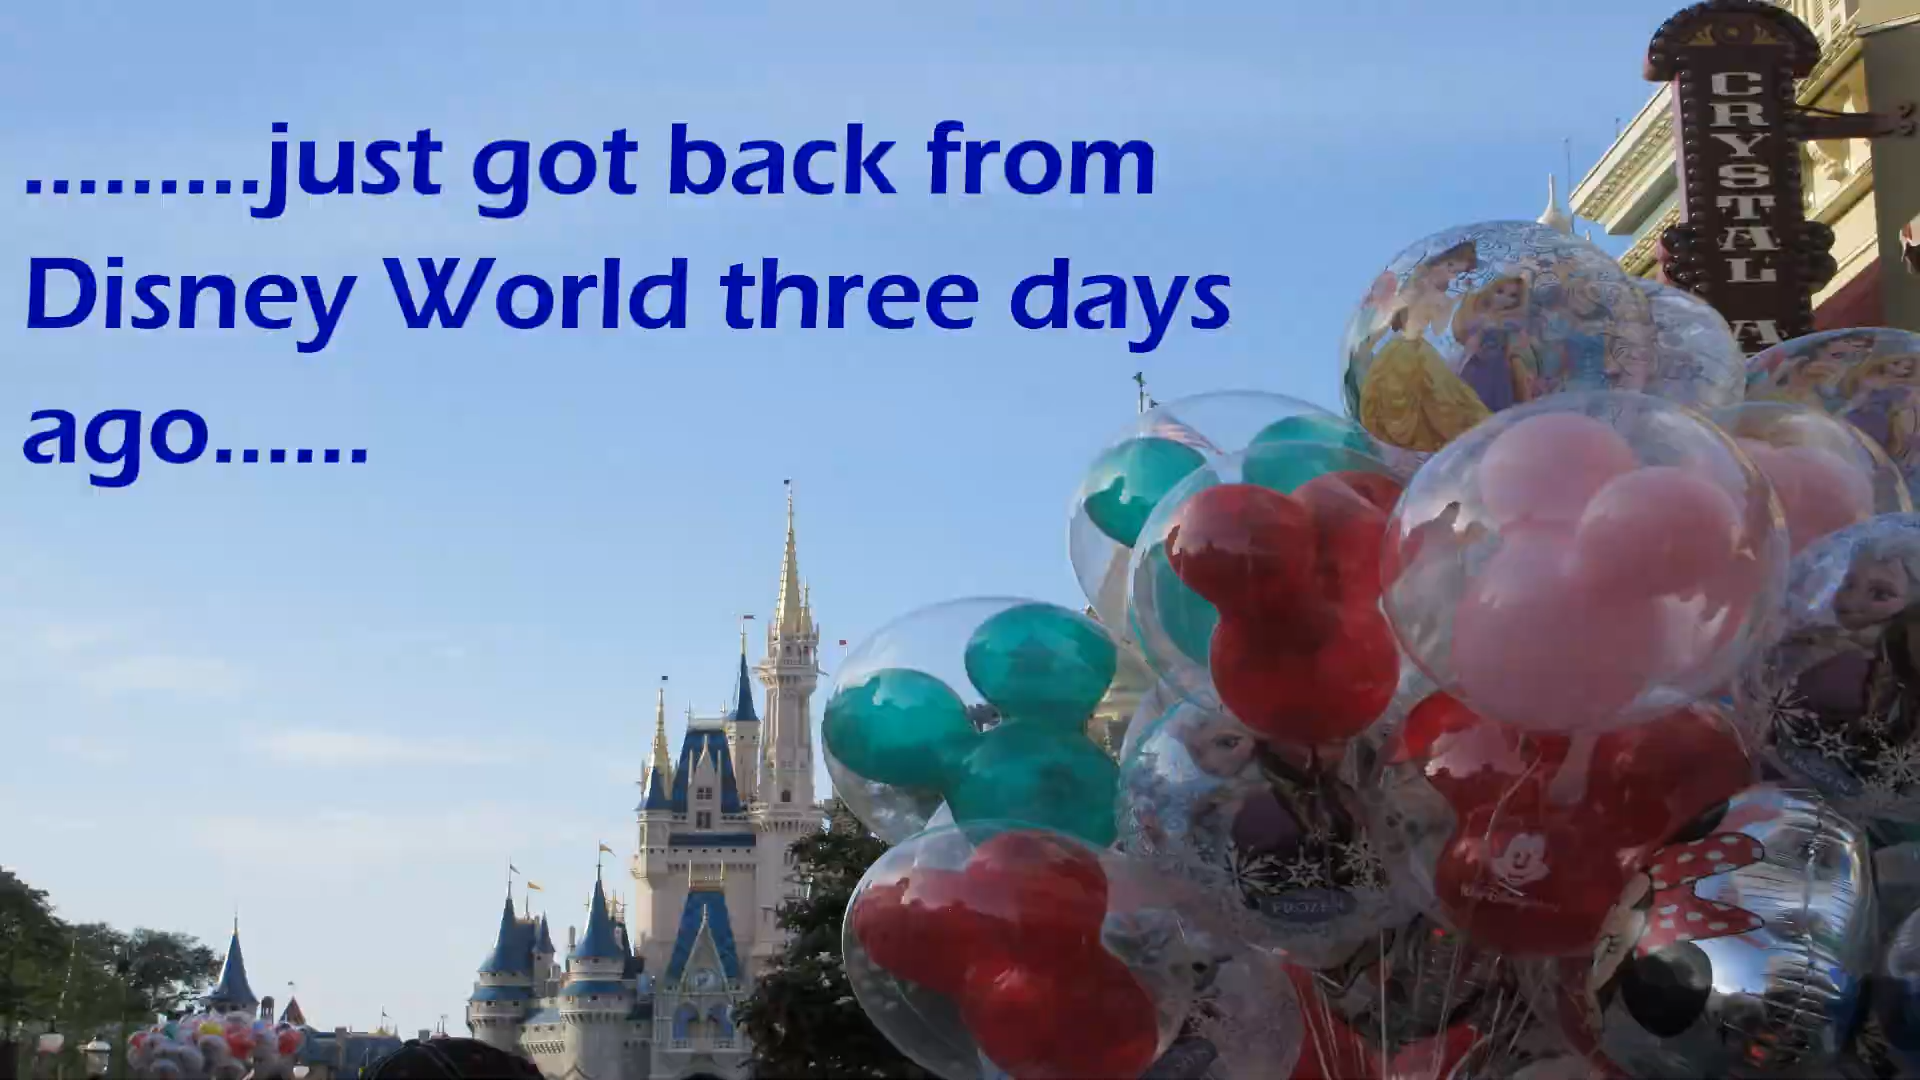 .........just got back from
Disney World three days
ago......
CRYSTAL
FROZEN